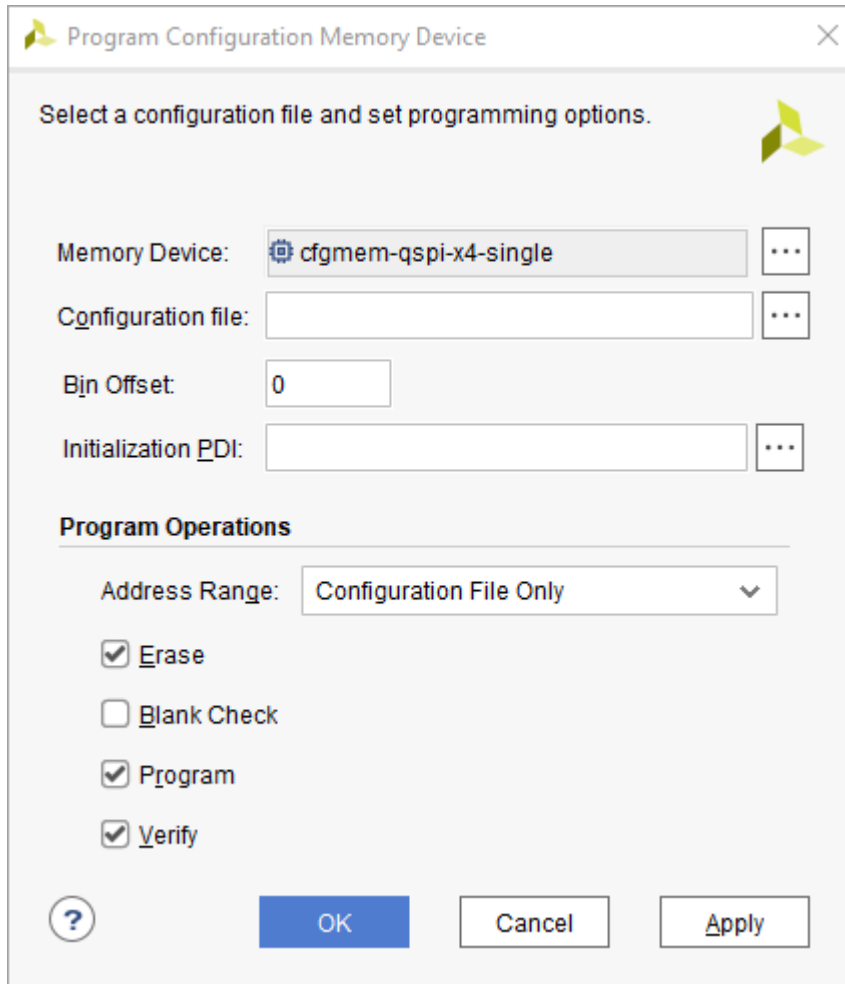 Program Configuration Memory Device
Select a configuration file and set programming options.
Memory Device: cfgmem-qspi-x4-single ...
Configuration file: ...
Bin Offset: 0
Initialization PDI: ...
Program Operations
Address Range: Configuration File Only
Erase
Blank Check
Program
Verify
? OK Cancel Apply